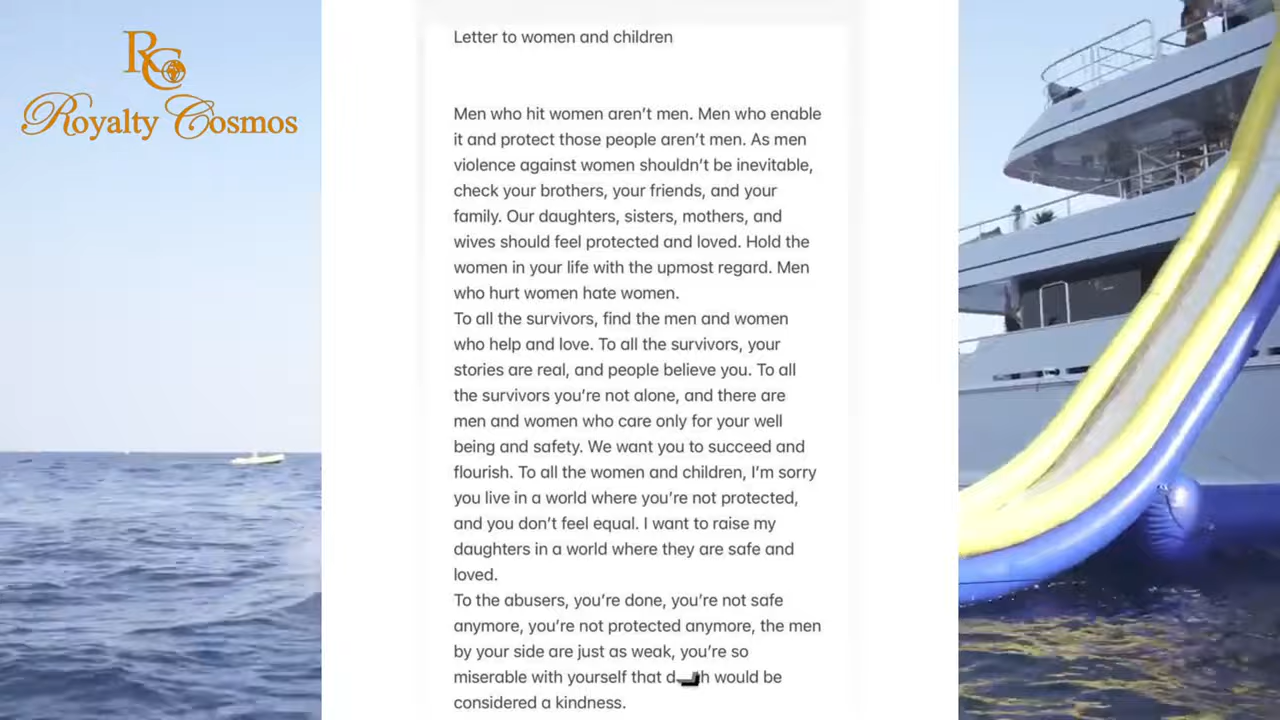 RC
Royalty Cosmos
Letter to women and children
Men who hit women aren’t men. Men who enable
it and protect those people aren’t men. As men
violence against women shouldn’t be inevitable,
check your brothers, your friends, and your
family. Our daughters, sisters, mothers, and
wives should feel protected and loved. Hold the
women in your life with the upmost regard. Men
who hurt women hate women.
To all the survivors, find the men and women
who help and love. To all the survivors, your
stories are real, and people believe you. To all
the survivors you’re not alone, and there are
men and women who care only for your well
being and safety. We want you to succeed and
flourish. To all the women and children, I’m sorry
you live in a world where you’re not protected,
and you don’t feel equal. I want to raise my
daughters in a world where they are safe and
loved.
To the abusers, you’re done, you’re not safe
anymore, you’re not protected anymore, the men
by your side are just as weak, you’re so
miserable with yourself that would be
considered a kindness.